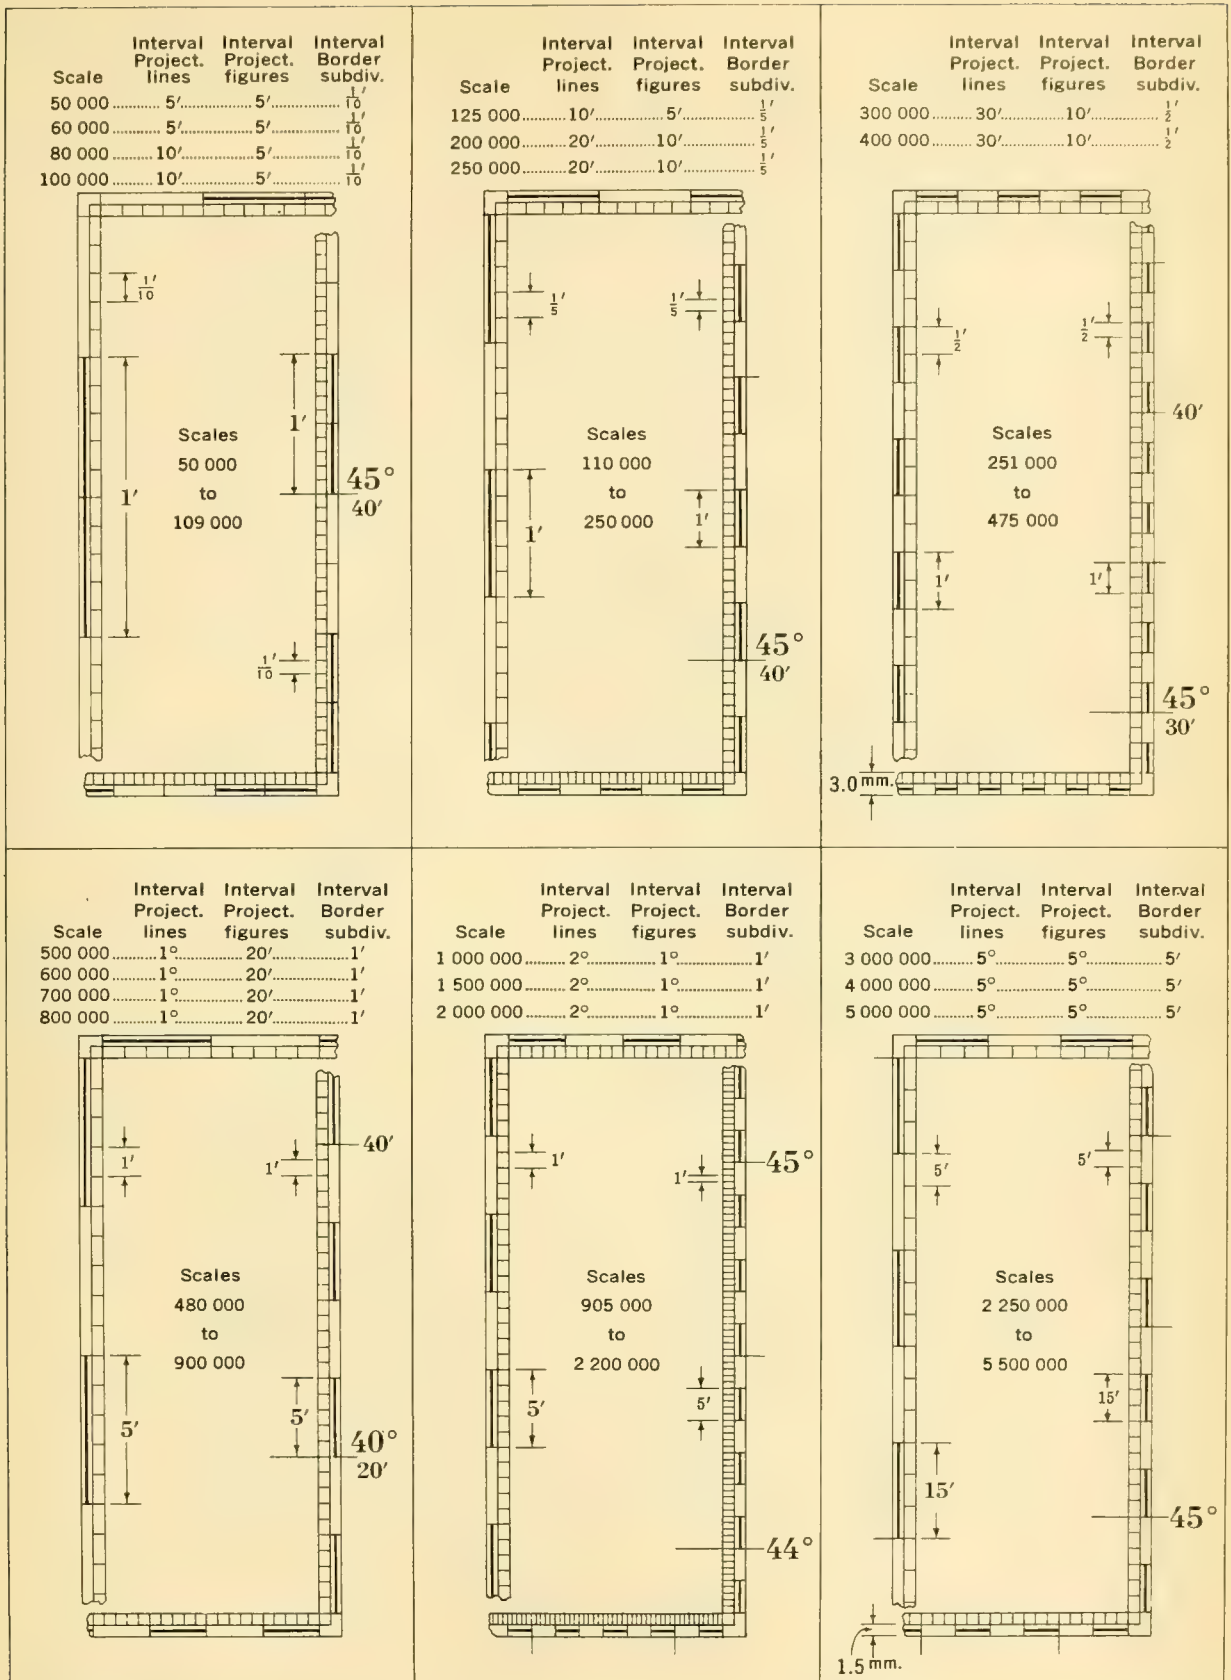 Interval Interval Interval
Project. Project. Border
Scale lines figures subdiv.
50 000 ........ 5′ ........ 5′ ........ 1/10′
60 000 ........ 5′ ........ 5′ ........ 1/10′
80 000 ........ 10′ ........ 5′ ........ 1/10′
100 000 ........ 10′ ........ 5′ ........ 1/10′
1/10′
1′
1′
Scales
50 000
to
109 000
45°
40′
1/10′
Interval Interval Interval
Project. Project. Border
Scale lines figures subdiv.
125 000 ........ 10′ ........ 5′ ........ 1/5′
200 000 ........ 20′ ........ 10′ ........ 1/5′
250 000 ........ 20′ ........ 10′ ........ 1/5′
1/5′ 1/5′
Scales
110 000
to
250 000
1′
1′
45°
40′
Interval Interval Interval
Project. Project. Border
Scale lines figures subdiv.
300 000 ........ 30′ ........ 10′ ........ 1/2′
400 000 ........ 30′ ........ 10′ ........ 1/2′
1/2′ 1/2′
40′
Scales
251 000
to
475 000
1′ 1′
45°
30′
3.0 mm.
Interval Interval Interval
Project. Project. Border
Scale lines figures subdiv.
500 000 ........ 1° ........ 20′ ........ 1′
600 000 ........ 1° ........ 20′ ........ 1′
700 000 ........ 1° ........ 20′ ........ 1′
800 000 ........ 1° ........ 20′ ........ 1′
40′
1′ 1′
Scales
480 000
to
900 000
5′ 5′
40°
20′
Interval Interval Interval
Project. Project. Border
Scale lines figures subdiv.
1 000 000 ........ 2° ........ 1° ........ 1′
1 500 000 ........ 2° ........ 1° ........ 1′
2 000 000 ........ 2° ........ 1° ........ 1′
1′ 1′
45°
Scales
905 000
to
2 200 000
5′ 5′
44°
Interval Interval Interval
Project. Project. Border
Scale lines figures subdiv.
3 000 000 ........ 5° ........ 5° ........ 5′
4 000 000 ........ 5° ........ 5° ........ 5′
5 000 000 ........ 5° ........ 5° ........ 5′
5′ 5′
Scales
2 250 000
to
5 500 000
15′
15′
45°
1.5 mm.